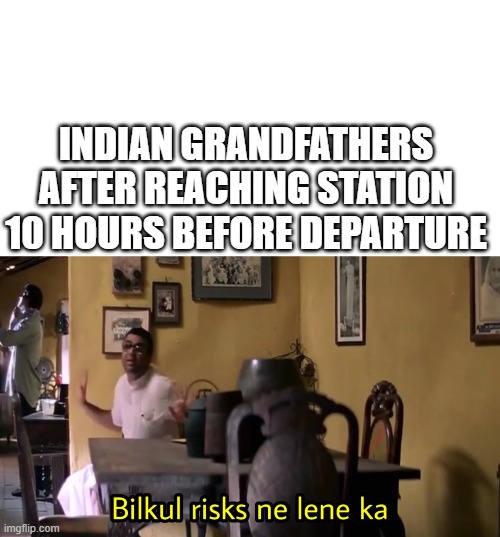 INDIAN GRANDFATHERS
AFTER REACHING STATION
10 HOURS BEFORE DEPARTURE
Bilkul risks ne lene ka
imgflip.com